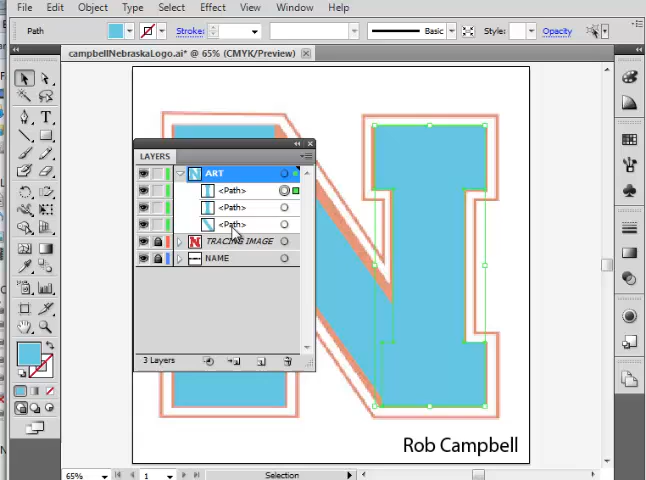 File Edit Object Type Select Effect View Window Help
Path Stroke: Basic Style: Opacity
campbellNebraskaLogo.ai* @ 65% (CMYK/Preview)
LAYERS
ART
<Path>
<Path>
<Path>
TRACING IMAGE
NAME
3 Layers
Rob Campbell
65% 1 Selection